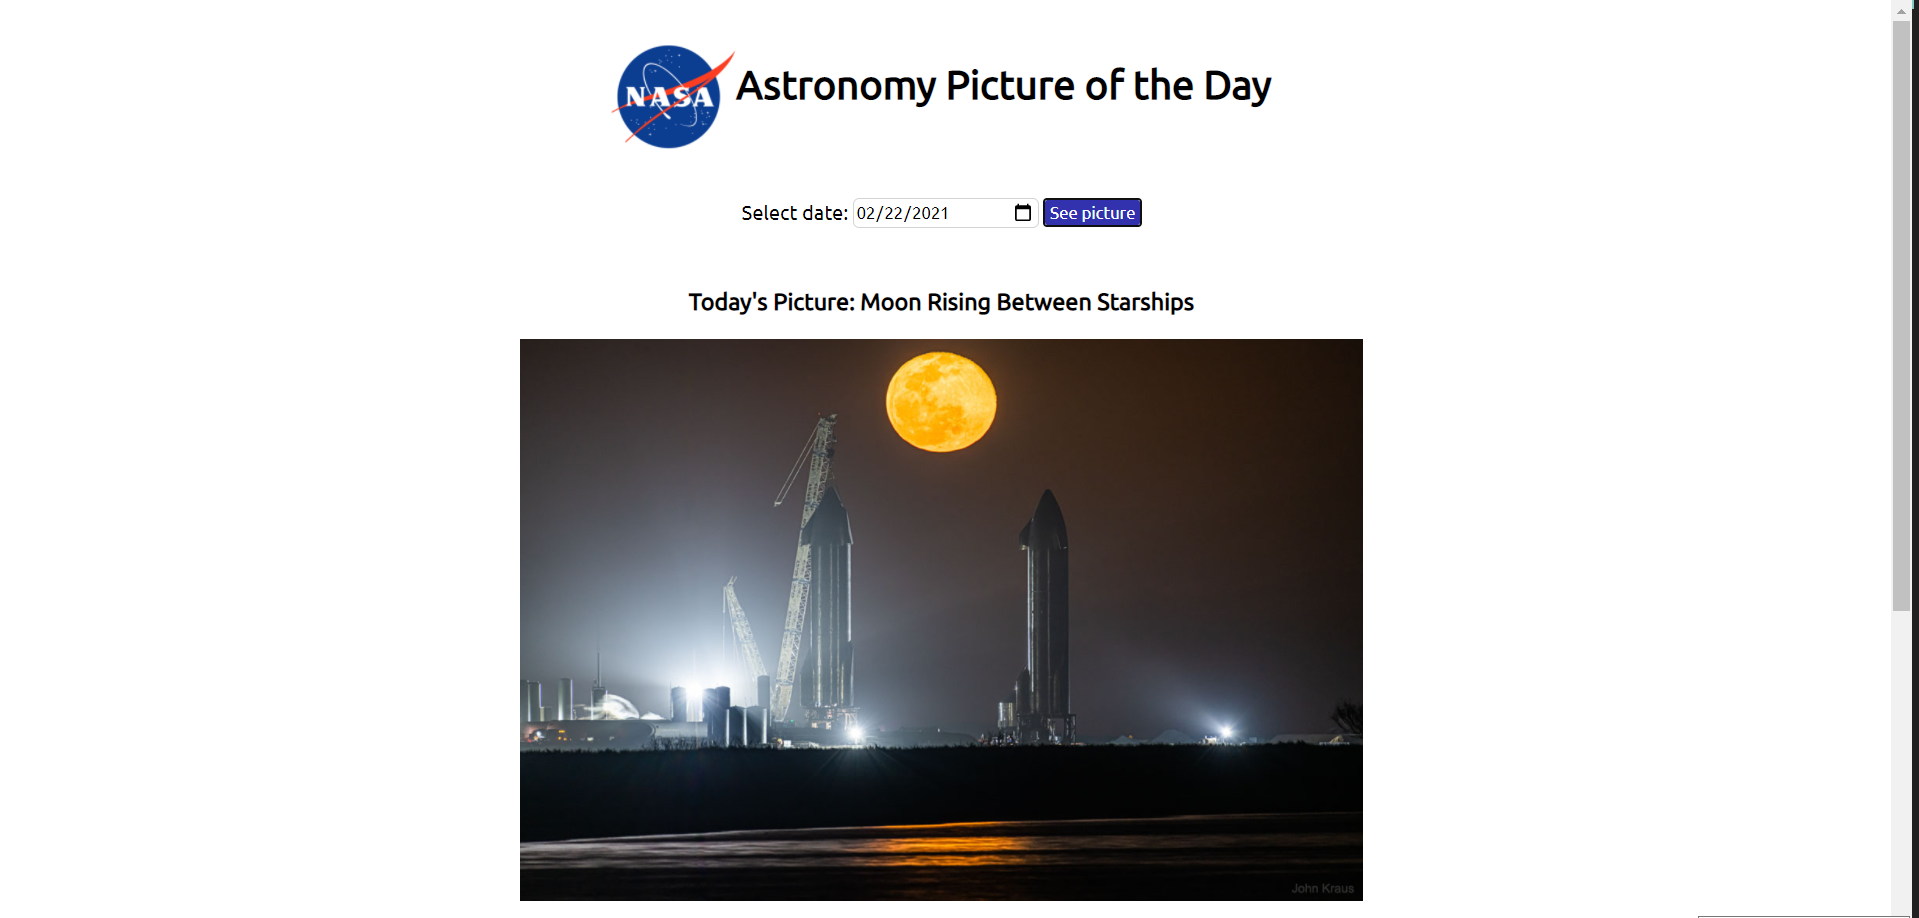 NASA
Astronomy Picture of the Day
Select date: 02/22/2021 See picture
Today's Picture: Moon Rising Between Starships
John Kraus